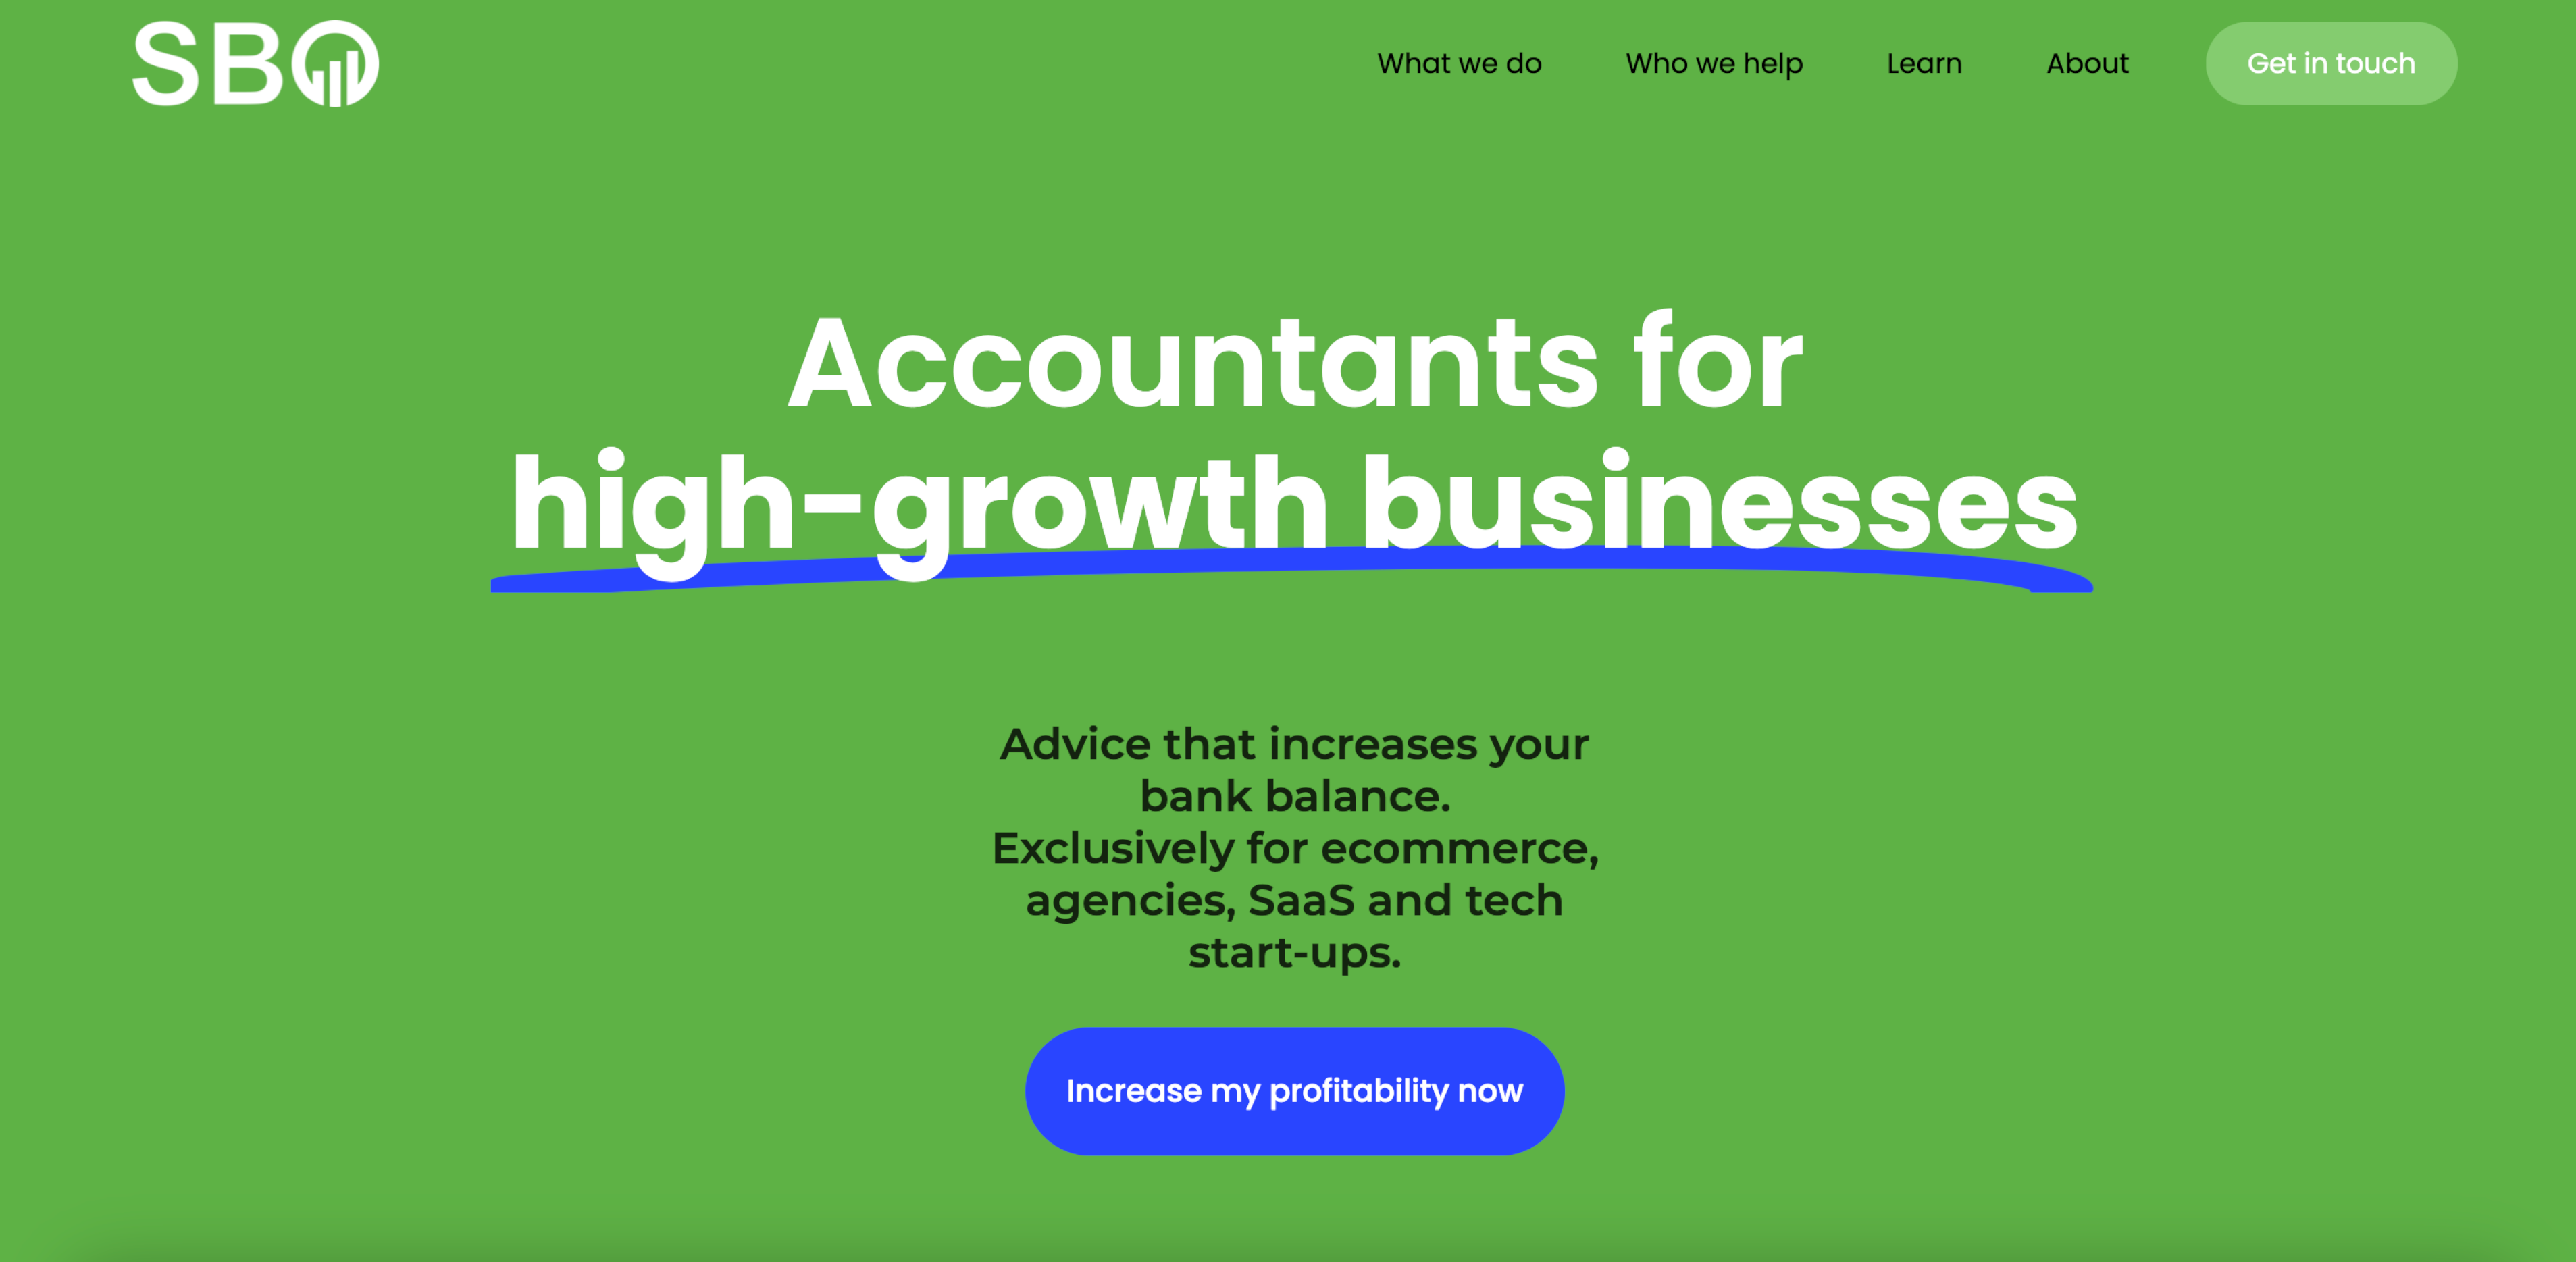 SBO
What we do
Who we help
Learn
About
Get in touch
Accountants for
high-growth businesses
Advice that increases your
bank balance.
Exclusively for ecommerce,
agencies, SaaS and tech
start-ups.
Increase my profitability now